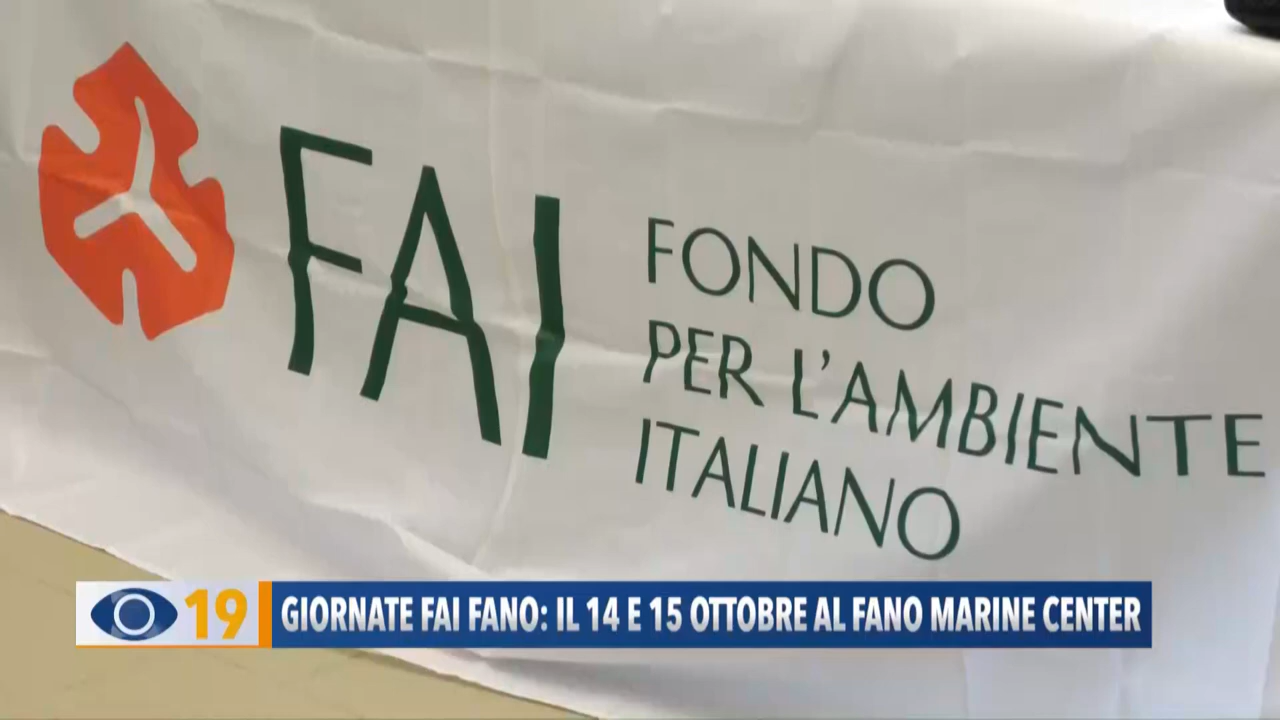 FAI
FONDO
PER L'AMBIENTE
ITALIANO
19
GIORNATE FAI FANO: IL 14 E 15 OTTOBRE AL FANO MARINE CENTER